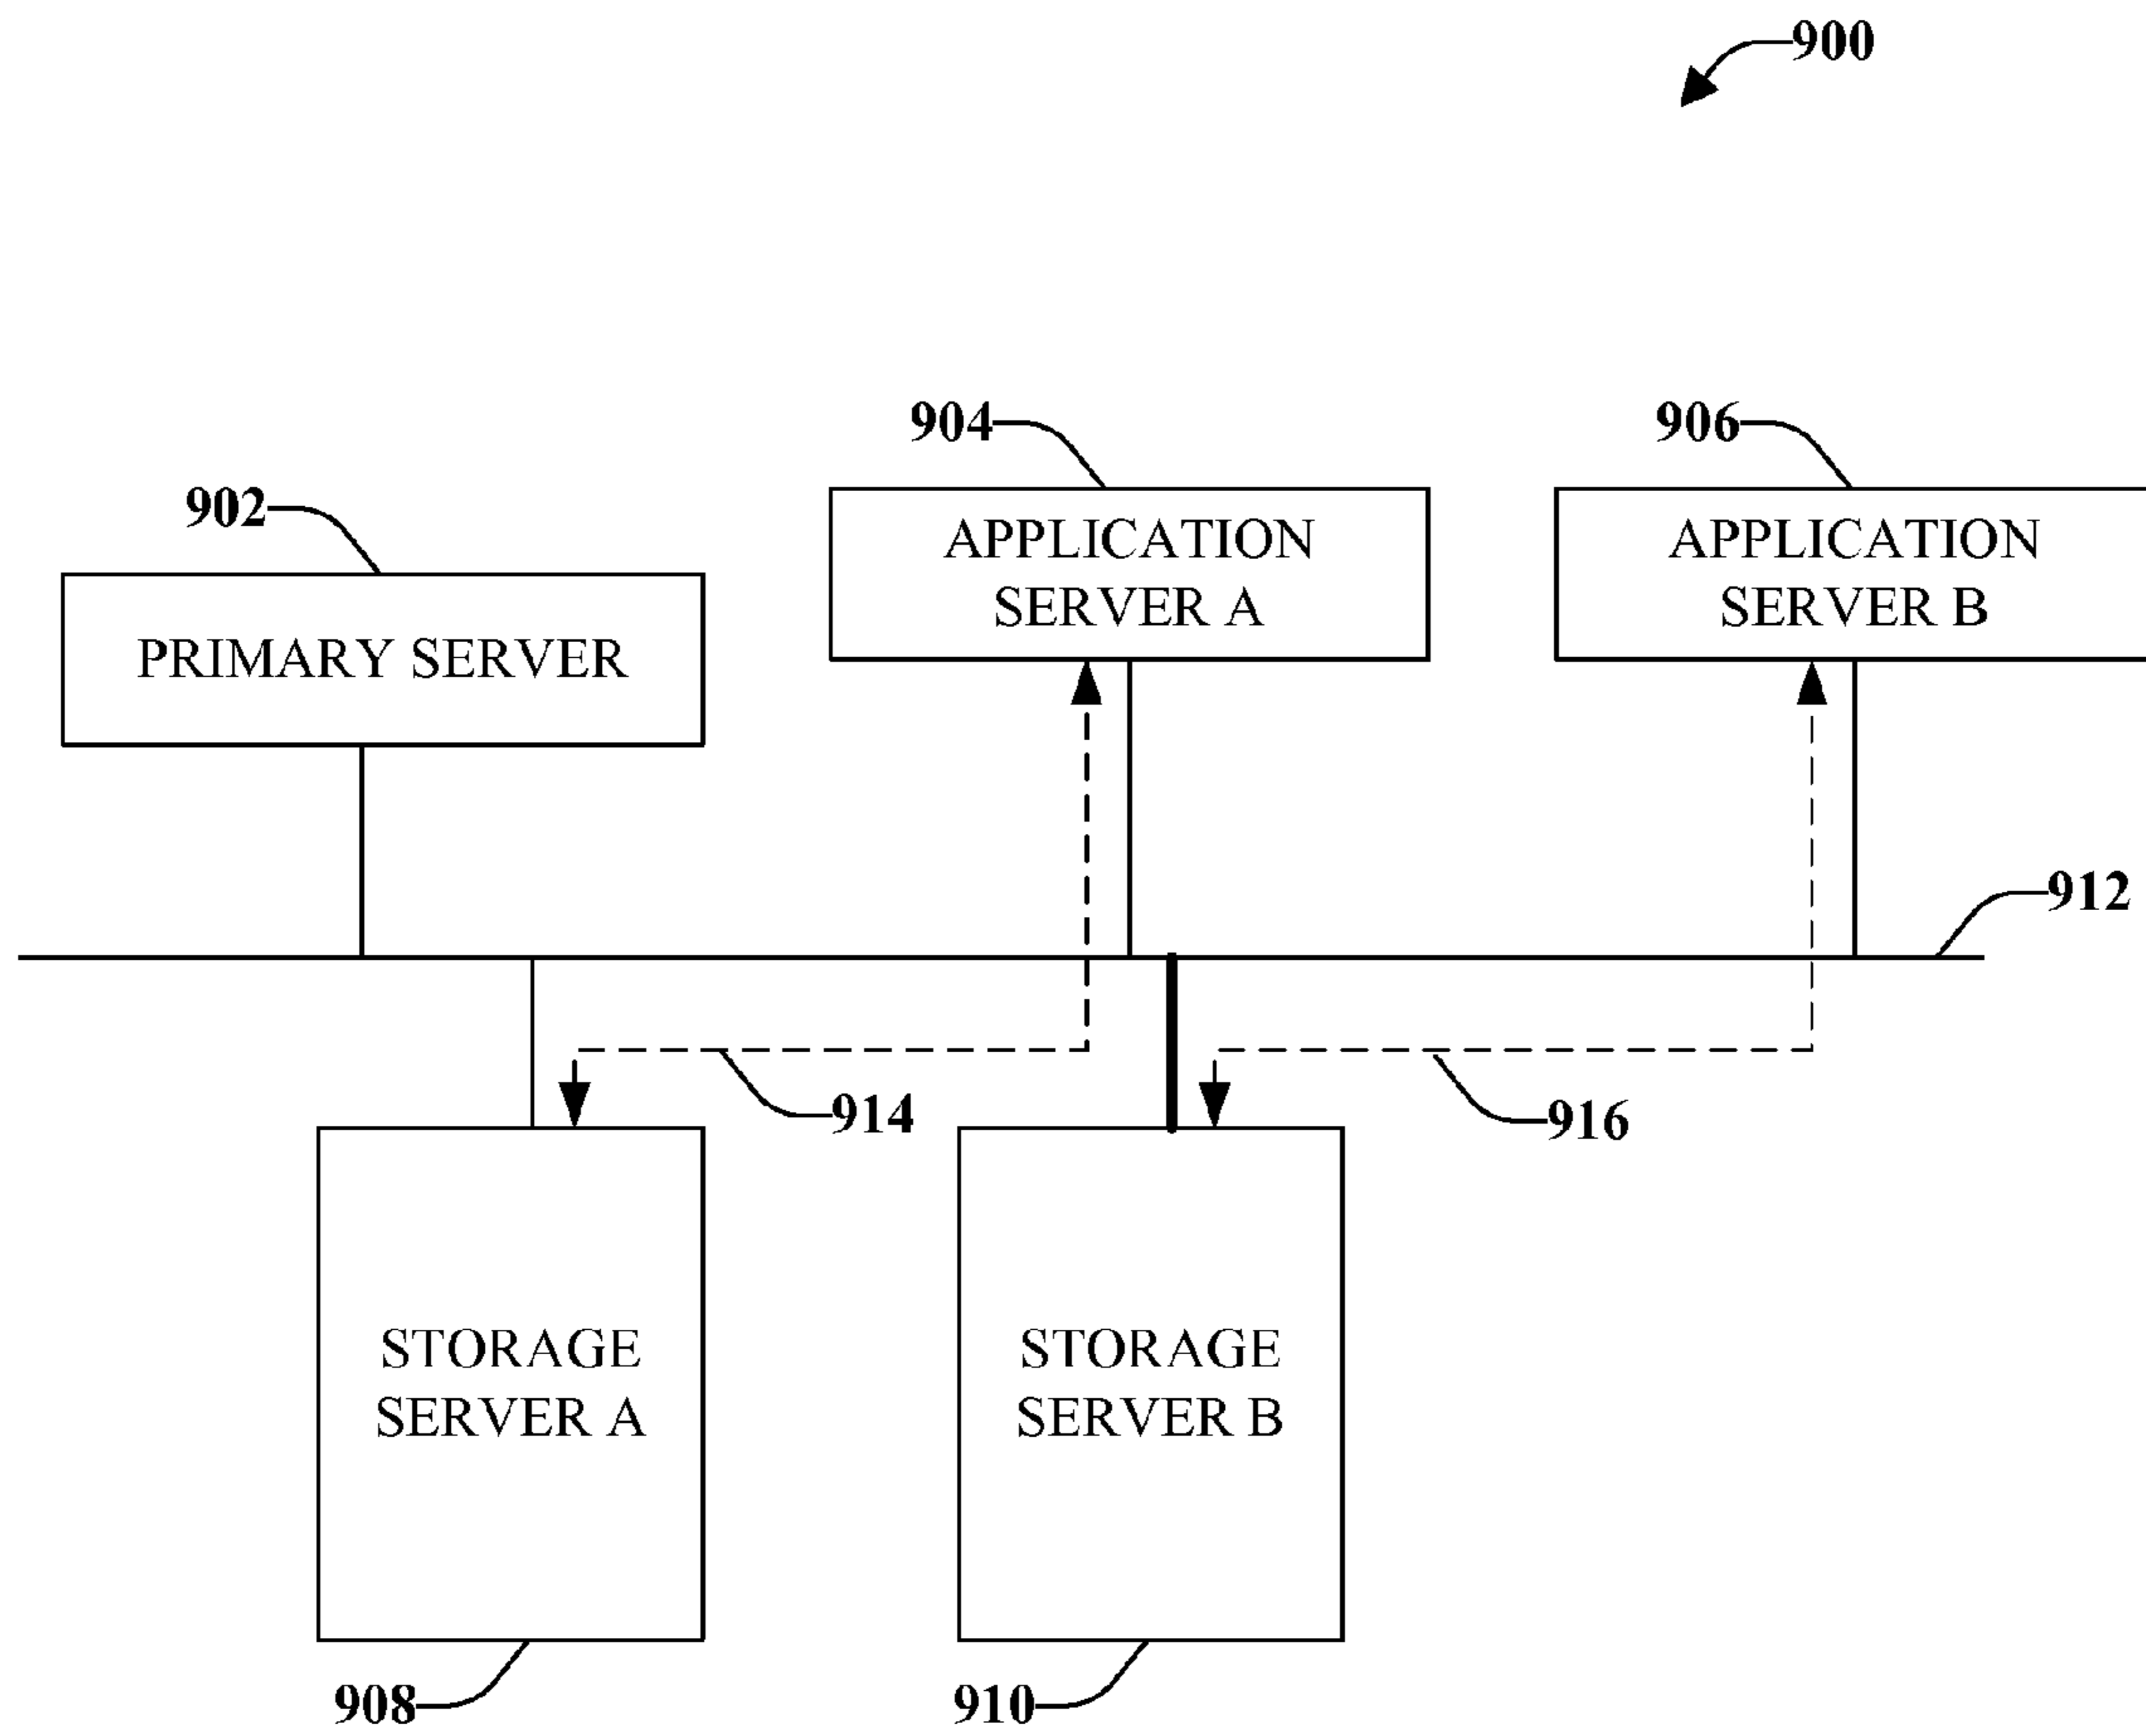 900
904
906
902
APPLICATION
SERVER A
APPLICATION
SERVER B
PRIMARY SERVER
912
914
916
STORAGE
SERVER A
STORAGE
SERVER B
908
910